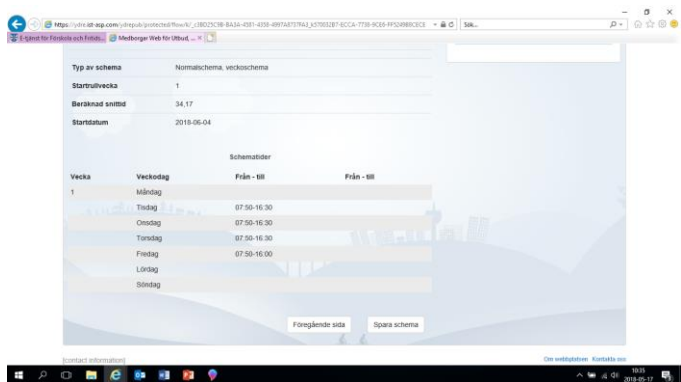 Sök...
E-tjänst för Förskola och Fritids...
Medborgar Web för Utbud, ...
Typ av schema Normalschema, veckoschema
Startrullvecka 1
Beräknad snittid 34,17
Startdatum 2018-06-04
Schematider
Vecka Veckodag Från - till Från - till
1 Måndag
Tisdag 07:50-16:30
Onsdag 07:50-16:30
Torsdag 07:50-16:30
Fredag 07:50-16:00
Lördag
Söndag
Föregående sida Spara schema
[contact information] Om webbplatsen Kontakta oss
10:35
2018-05-17